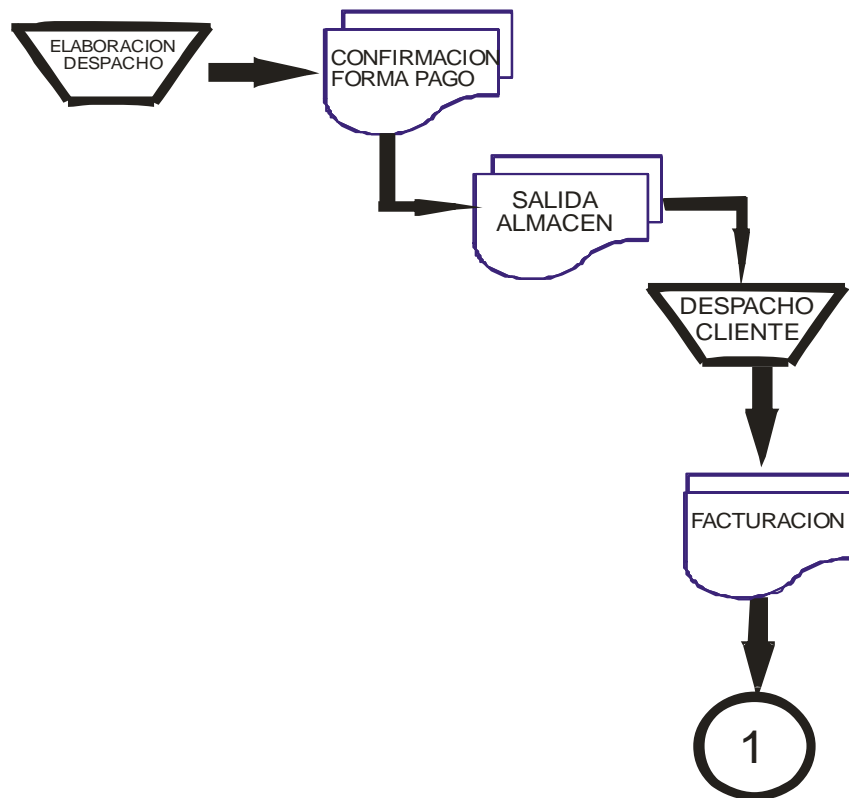 ELABORACION
DESPACHO
CONFIRMACION
FORMA PAGO
SALIDA
ALMACEN
DESPACHO
CLIENTE
FACTURACION
1